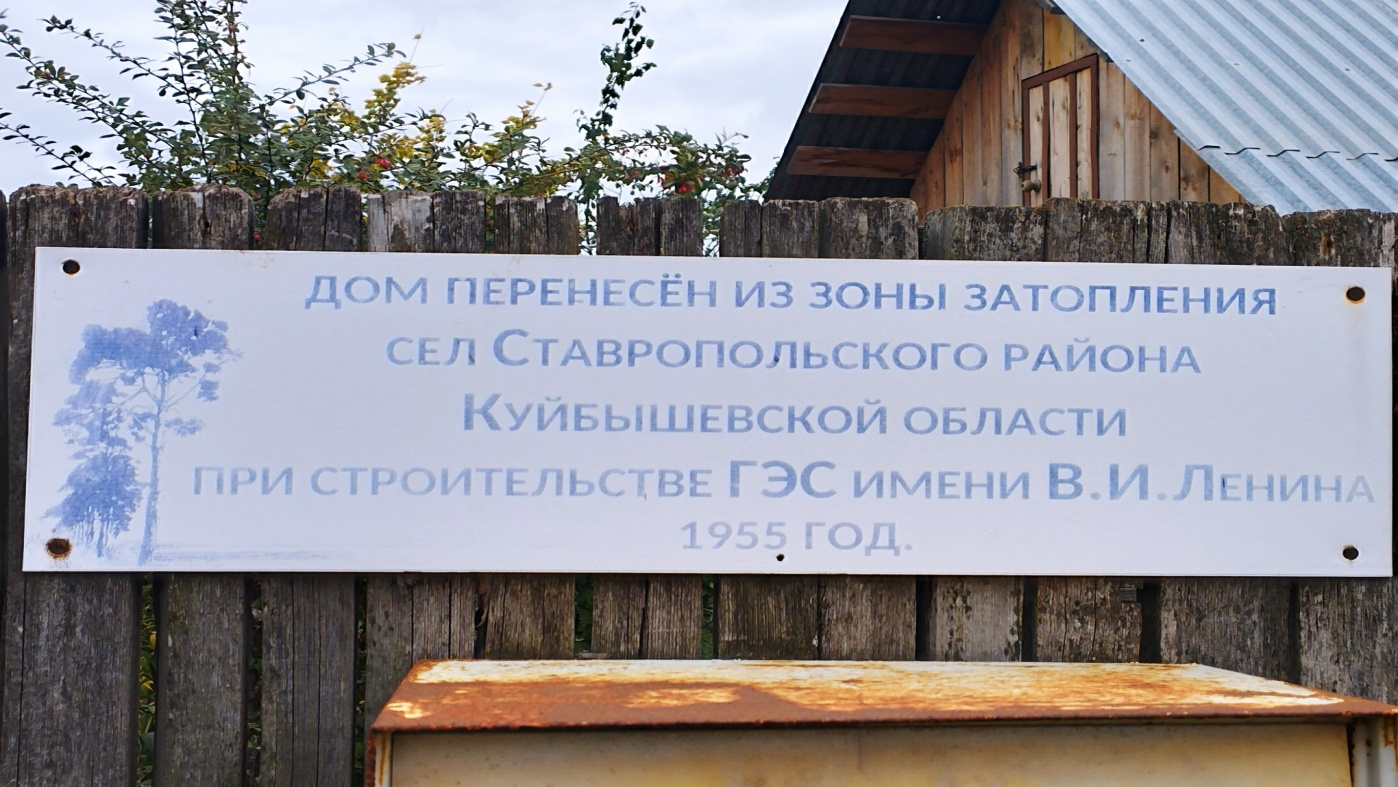 ДОМ ПЕРЕНЕСЁН ИЗ ЗОНЫ ЗАТОПЛЕНИЯ
СЕЛ СТАВРОПОЛЬСКОГО РАЙОНА
КУЙБЫШЕВСКОЙ ОБЛАСТИ
ПРИ СТРОИТЕЛЬСТВЕ ГЭС ИМЕНИ В.И.ЛЕНИНА
1955 ГОД.